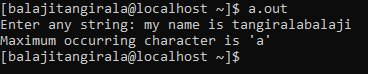 [balajitangirala@localhost ~]$ a.out
Enter any string: my name is tangiralabalaji
Maximum occurring character is 'a'
[balajitangirala@localhost ~]$